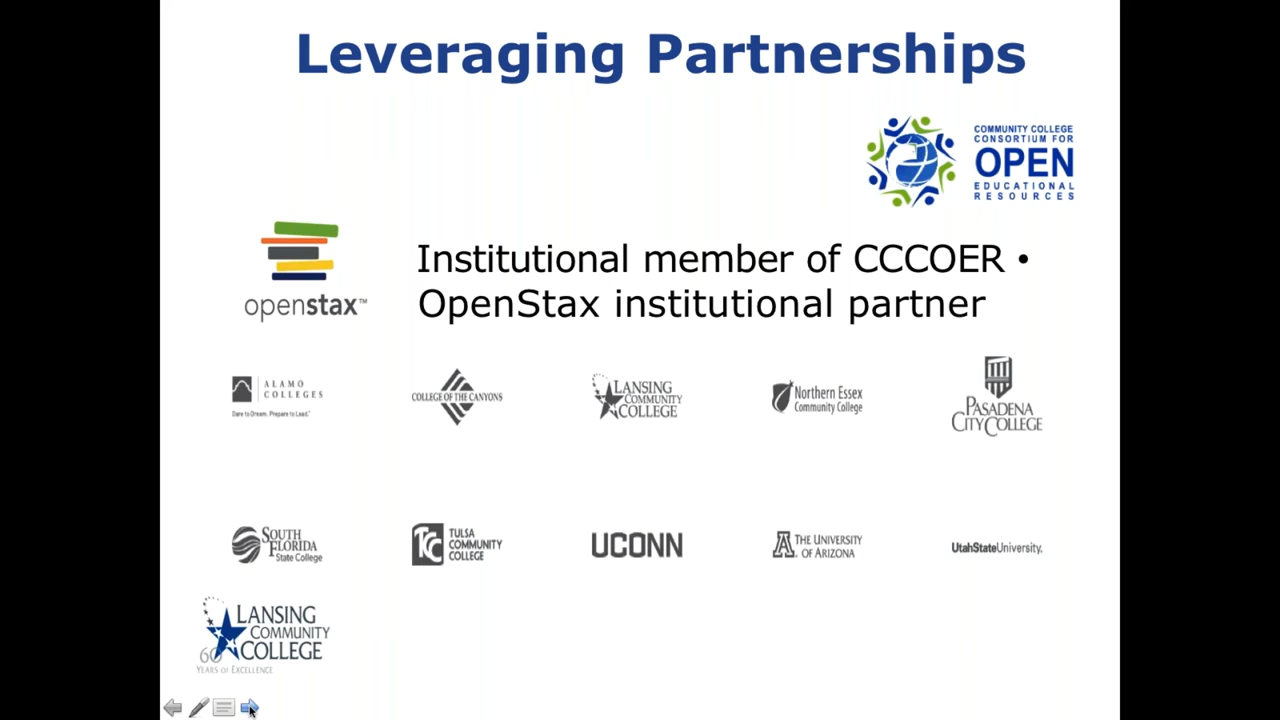 Leveraging Partnerships
COMMUNITY COLLEGE
CONSORTIUM FOR
OPEN
EDUCATIONAL
RESOURCES
openstax™
Institutional member of CCCOER •
OpenStax institutional partner
ALAMO
COLLEGES
Dare to Dream. Prepare to Lead.™
COLLEGE OF THE CANYONS
LANSING
COMMUNITY
COLLEGE
Northern Essex
Community College
PASADENA
CITY COLLEGE
SOUTH
FLORIDA
State College
TCC
TULSA
COMMUNITY
COLLEGE
UCONN
A
THE UNIVERSITY
OF ARIZONA
UtahStateUniversity.
LANSING
COMMUNITY
COLLEGE
60
YEARS OF EXCELLENCE